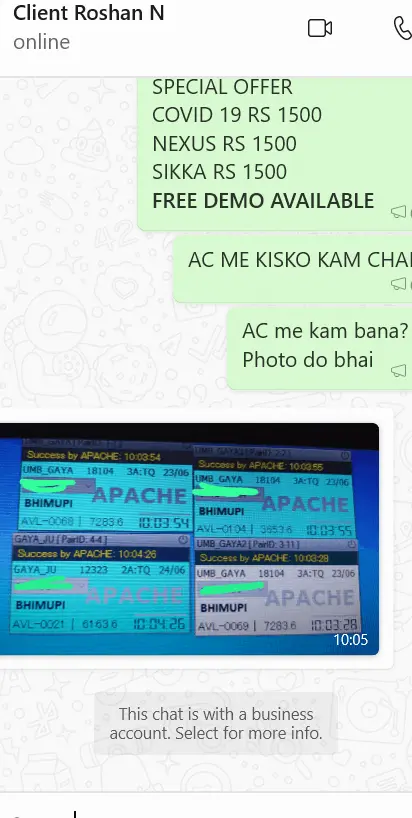 Client Roshan N
online
SPECIAL OFFER
COVID 19 RS 1500
NEXUS RS 1500
SIKKA RS 1500
FREE DEMO AVAILABLE
AC ME KISKO KAM CHAI
AC me kam bana?
Photo do bhai
Success by APACHE: 10:03:54
UMB_GAYA 18104 3A:TQ 23/06
APACHE
BHIMUPI
AVL-0068 | 7283.6 10:03:54
Success by APACHE: 10:03:55
UMB_GAYA 18104 3A:TQ 23/06
APACHE
BHIMUPI
AVL-0104 | 3653.6 10:03:55
GAYA_JU [PairID: 4-4]
Success by APACHE: 10:04:26
GAYA_JU 12323 2A:TQ 24/06
APACHE
BHIMUPI
AVL-0021 | 6163.6 10:04:26
UMB_GAYA2 [PairID: 3-11]
Success by APACHE: 10:03:28
UMB_GAYA 18104 3A:TQ 23/06
APACHE
BHIMUPI
AVL-0069 | 7283.6 10:03:28
10:05
This chat is with a business
account. Select for more info.